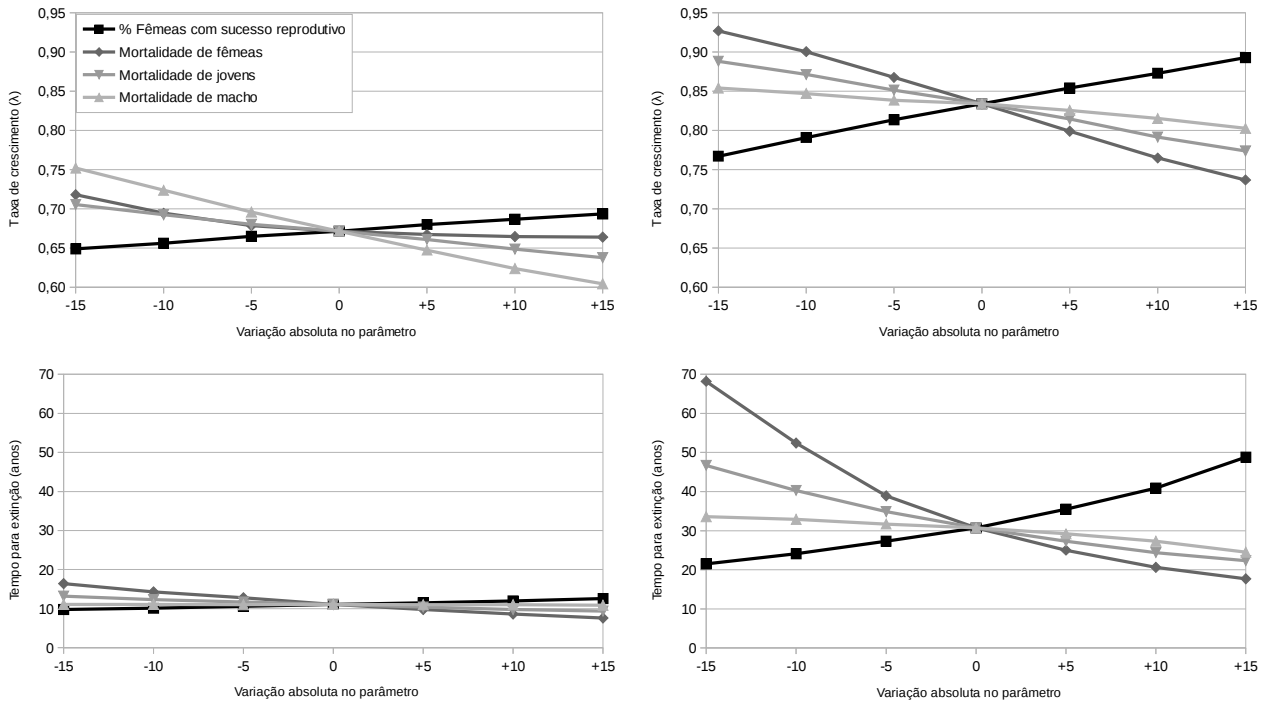 0,95
0,90
0,85
0,80
0,75
0,70
0,65
0,60
Taxa de crescimento (λ)
% Fêmeas com sucesso reprodutivo
Mortalidade de fêmeas
Mortalidade de jovens
Mortalidade de macho
-15 -10 -5 0 +5 +10 +15
Variação absoluta no parâmetro
0,95
0,90
0,85
0,80
0,75
0,70
0,65
0,60
Taxa de crescimento (λ)
-15 -10 -5 0 +5 +10 +15
Variação absoluta no parâmetro
70
60
50
40
30
20
10
0
Tempo para extinção (anos)
-15 -10 -5 0 +5 +10 +15
Variação absoluta no parâmetro
70
60
50
40
30
20
10
0
Tempo para extinção (anos)
-15 -10 -5 0 +5 +10 +15
Variação absoluta no parâmetro